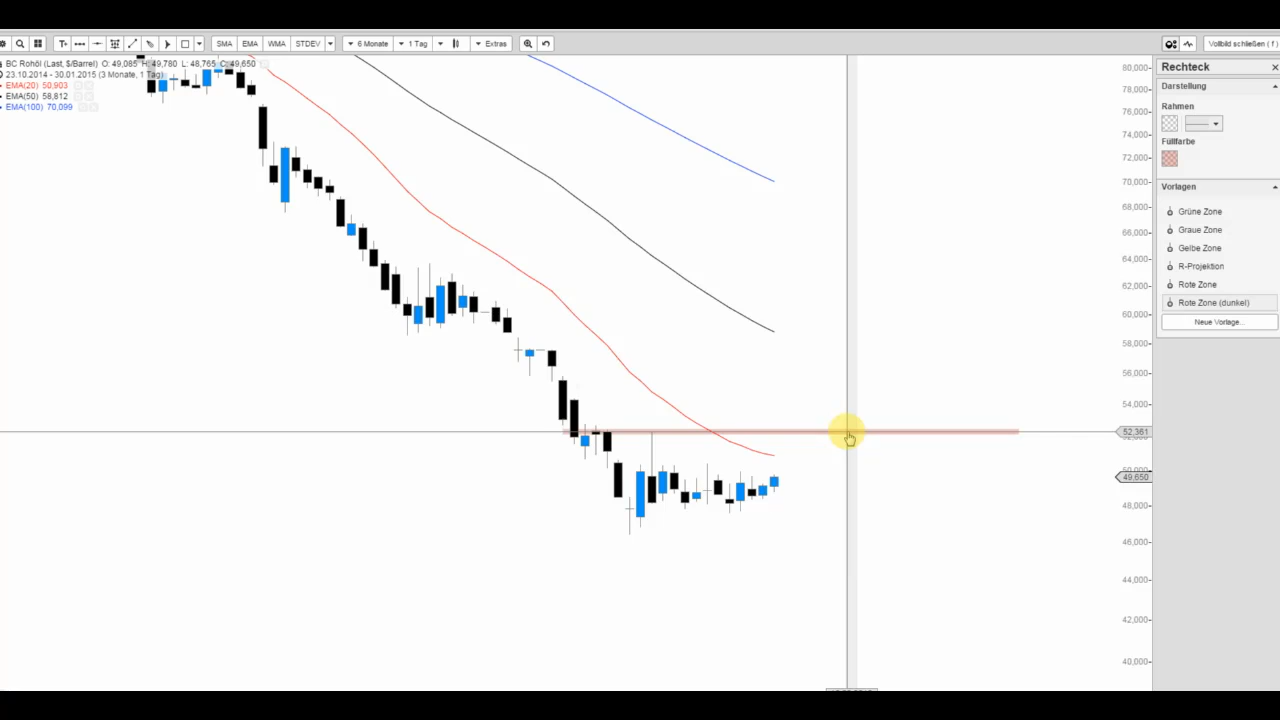 T+
SMA EMA WMA STDEV 6 Monate 1 Tag Extras
Vollbild schließen ( f )
BC Rohöl (Last, $/Barrel) O: 49,085 H: 49,780 L: 48,765 C: 49,650
23.10.2014 - 30.01.2015 (3 Monate, 1 Tag)
EMA(20) 50,903
EMA(50) 58,812
EMA(100) 70,099
80,000
78,000
76,000
74,000
72,000
70,000
68,000
66,000
64,000
62,000
60,000
58,000
56,000
54,000
52,361
50,000
49,650
48,000
46,000
44,000
42,000
40,000
Rechteck
Darstellung
Rahmen
Füllfarbe
Vorlagen
Grüne Zone
Graue Zone
Gelbe Zone
R-Projektion
Rote Zone
Rote Zone (dunkel)
Neue Vorlage...